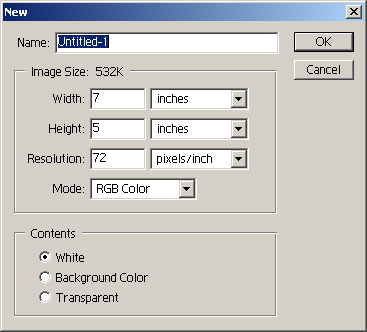 New
Name: Untitled-1
OK
Cancel
Image Size: 532K
Width: 7 inches
Height: 5 inches
Resolution: 72 pixels/inch
Mode: RGB Color
Contents
White
Background Color
Transparent